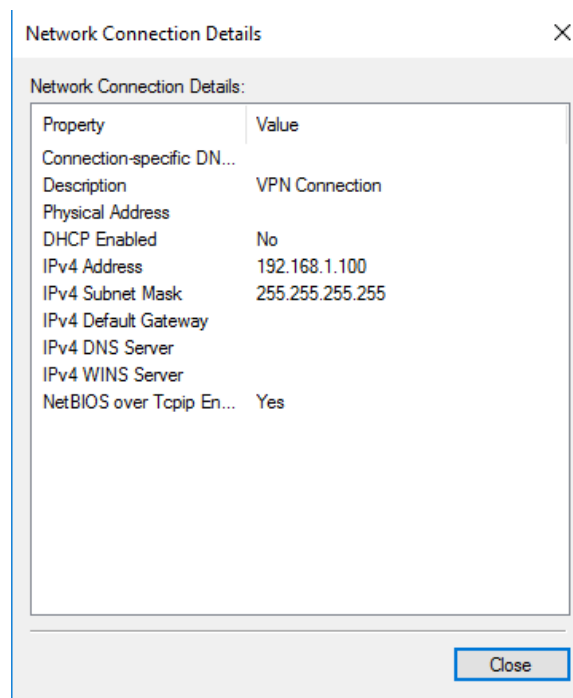 Network Connection Details
Network Connection Details:
Property Value
Connection-specific DN...
Description VPN Connection
Physical Address
DHCP Enabled No
IPv4 Address 192.168.1.100
IPv4 Subnet Mask 255.255.255.255
IPv4 Default Gateway
IPv4 DNS Server
IPv4 WINS Server
NetBIOS over Tcpip En... Yes
Close